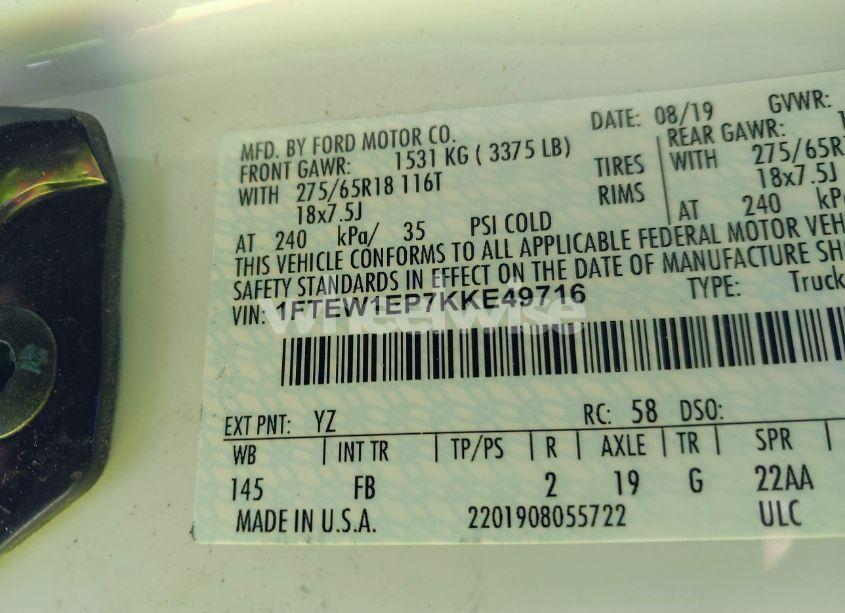 MFD. BY FORD MOTOR CO. DATE: 08/19 GVWR:
FRONT GAWR: 1531 KG ( 3375 LB) REAR GAWR:
WITH 275/65R18 116T TIRES WITH 275/65R
18x7.5J RIMS 18x7.5J
AT 240 kPa/ 35 PSI COLD AT 240 kPa
THIS VEHICLE CONFORMS TO ALL APPLICABLE FEDERAL MOTOR VEH
SAFETY STANDARDS IN EFFECT ON THE DATE OF MANUFACTURE SH
VIN: 1FTEW1EP7KKE49716 TYPE: Truck
wheelwise
EXT PNT: YZ RC: 58 DSO:
WB INT TR TP/PS R AXLE TR SPR
145 FB 2 19 G 22AA
MADE IN U.S.A. 2201908055722 ULC